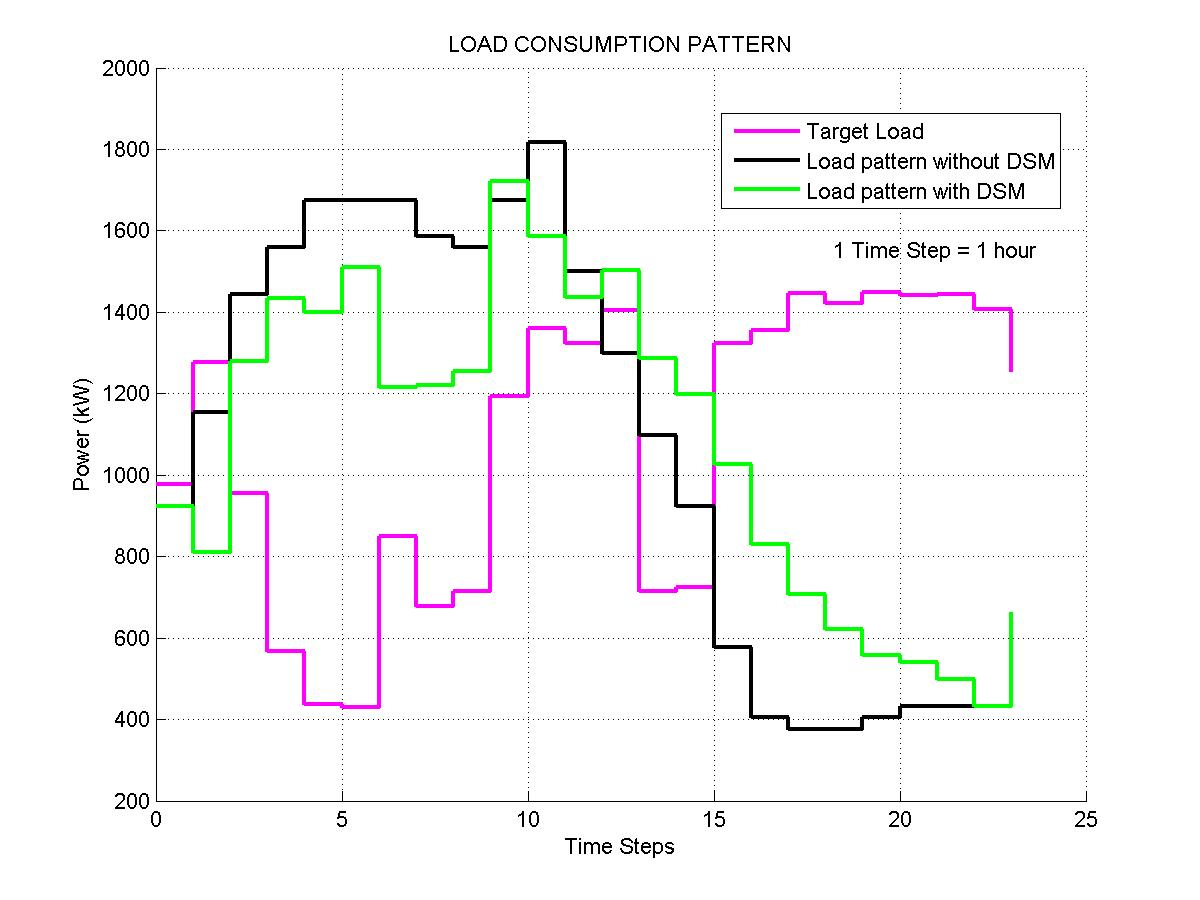 LOAD CONSUMPTION PATTERN
2000
1800
1600
1400
1200
1000
800
600
400
200
Power (kW)
Target Load
Load pattern without DSM
Load pattern with DSM
1 Time Step = 1 hour
0 5 10 15 20 25
Time Steps